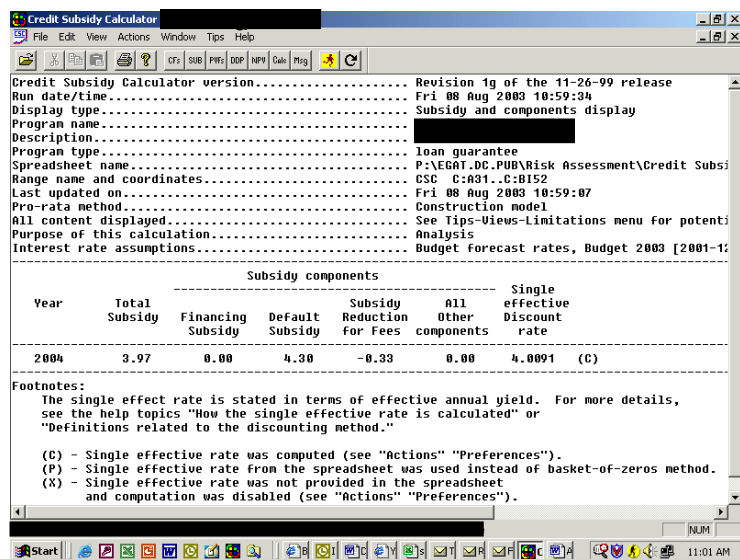 Credit Subsidy Calculator
File Edit View Actions Window Tips Help
CFs SUB PVFs DDP NPV Calc Msg
Credit Subsidy Calculator version...................... Revision 1g of the 11-26-99 release
Run date/time.......................................... Fri 08 Aug 2003 10:59:34
Display type........................................... Subsidy and components display
Program name...........................................
Description............................................
Program type........................................... loan guarantee
Spreadsheet name....................................... P:\EGAT.DC.PUB\Risk Assessment\Credit Subsi
Range name and coordinates............................. CSC C:A31..C:BI52
Last updated on........................................ Fri 08 Aug 2003 10:59:07
Pro-rata method........................................ Construction model
All content displayed.................................. See Tips-Views-Limitations menu for potenti
Purpose of this calculation............................ Analysis
Interest rate assumptions.............................. Budget forecast rates, Budget 2003 [2001-12
Subsidy components
Single
Year Total Subsidy All effective
Subsidy Financing Default Reduction Other Discount
Subsidy Subsidy for Fees components rate
2004 3.97 0.00 4.30 -0.33 0.00 4.0091 (C)
Footnotes:
The single effect rate is stated in terms of effective annual yield. For more details,
see the help topics "How the single effective rate is calculated" or
"Definitions related to the discounting method."
(C) - Single effective rate was computed (see "Actions" "Preferences").
(P) - Single effective rate from the spreadsheet was used instead of basket-of-zeros method.
(X) - Single effective rate was not provided in the spreadsheet
and computation was disabled (see "Actions" "Preferences").
NUM
Start 11:01 AM